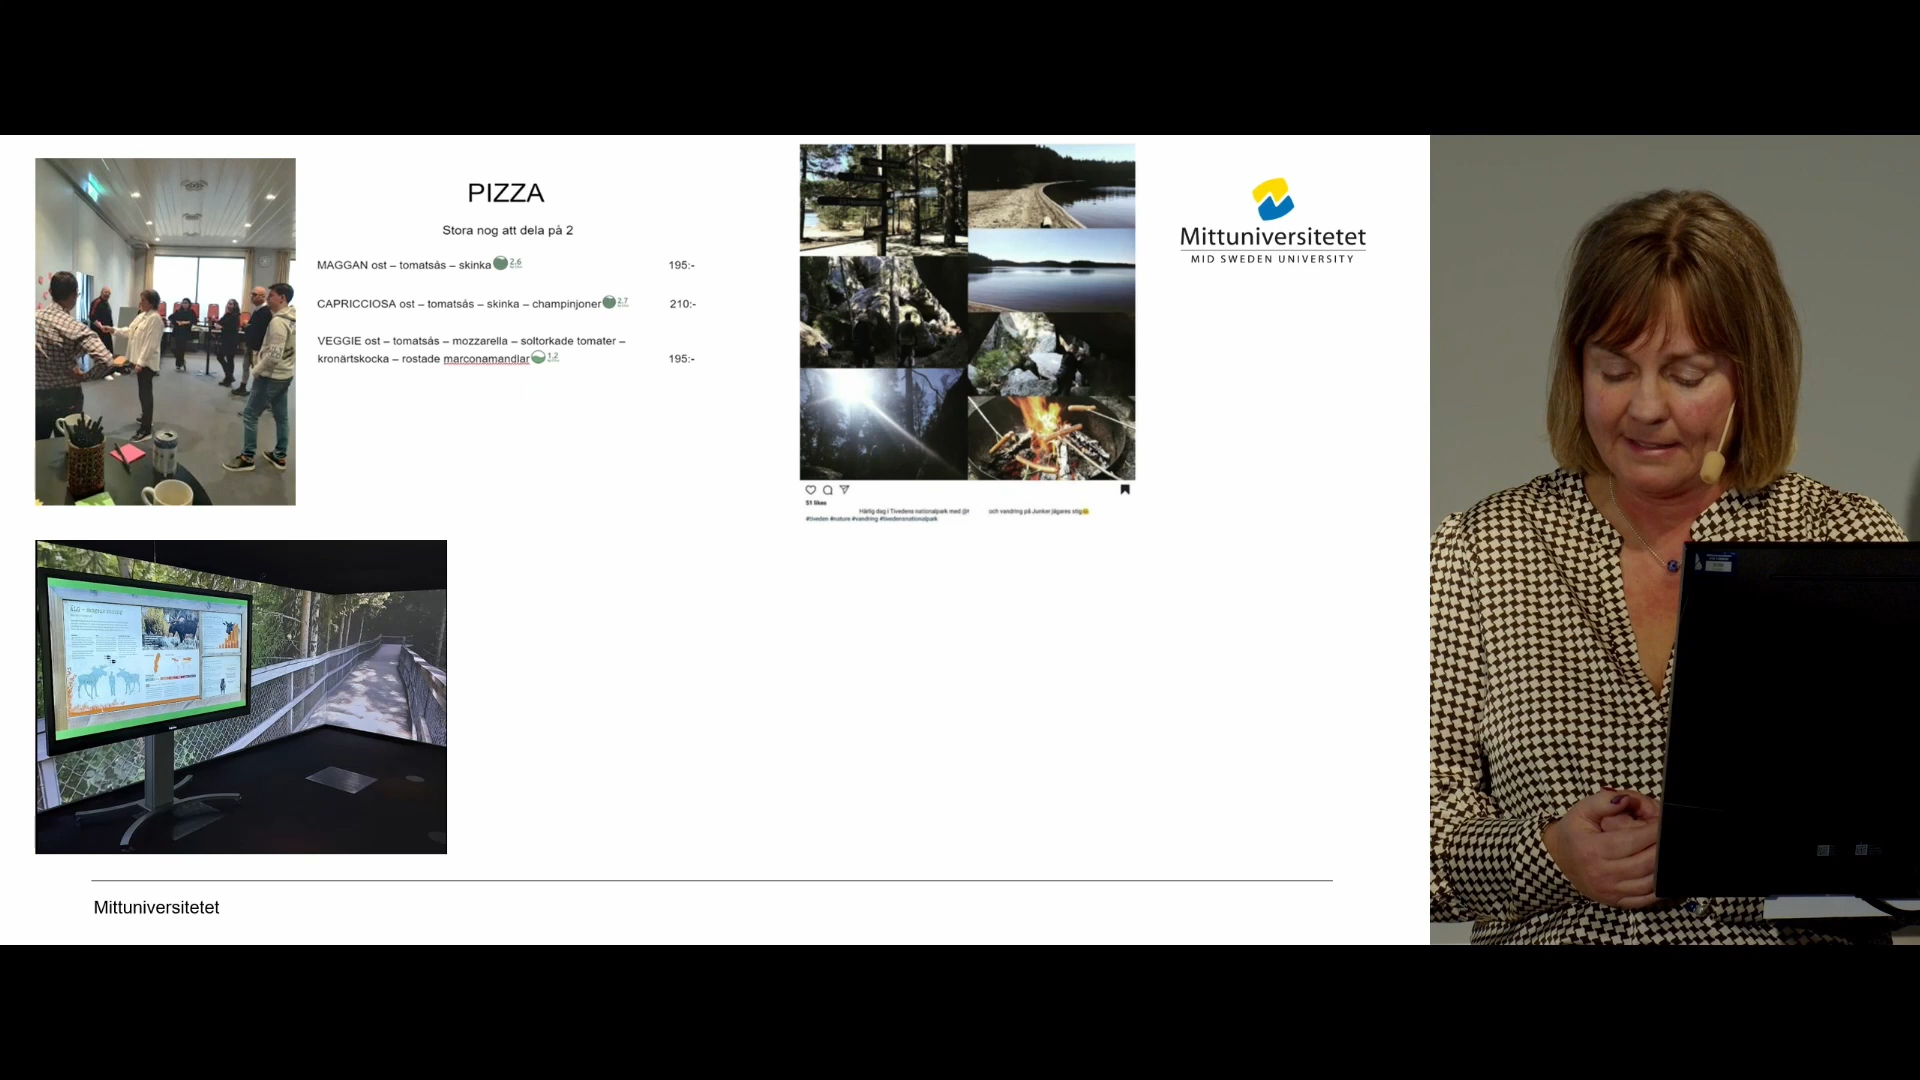 PIZZA
Stora nog att dela på 2
MAGGAN ost – tomatsås – skinka 2.6 195:-
CAPRICCIOSA ost – tomatsås – skinka – champinjoner 2.7 210:-
VEGGIE ost – tomatsås – mozzarella – soltorkade tomater –
kronärtskocka – rostade marconamandlar 1.2 195:-
51 likes
Härlig dag i Tivedens nationalpark med @t och vandring på Junker jägares stig
#tiveden #nature #vandring #tivedensnationalpark
Mittuniversitetet
MID SWEDEN UNIVERSITY
Mittuniversitetet